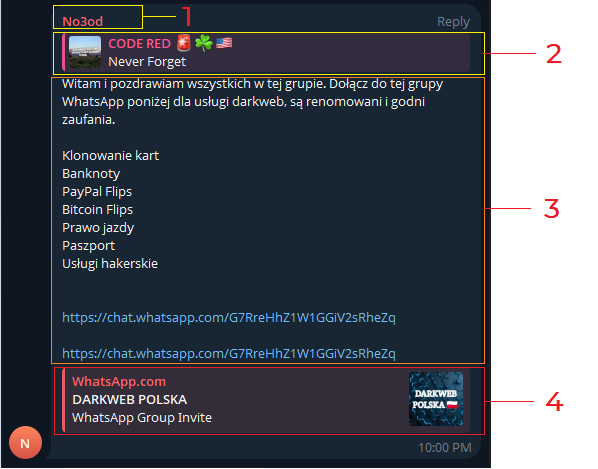 No3od
Reply
1
CODE RED 🚨☘️🇺🇸
Never Forget
2
Witam i pozdrawiam wszystkich w tej grupie. Dołącz do tej grupy
WhatsApp poniżej dla usługi darkweb, są renomowani i godni
zaufania.
Klonowanie kart
Banknoty
PayPal Flips
Bitcoin Flips
Prawo jazdy
Paszport
Usługi hakerskie
3
https://chat.whatsapp.com/G7RreHhZ1W1GGiV2sRheZq
https://chat.whatsapp.com/G7RreHhZ1W1GGiV2sRheZq
WhatsApp.com
DARKWEB POLSKA
WhatsApp Group Invite
DARKWEB
POLSKA 🇵🇱
4
N
10:00 PM